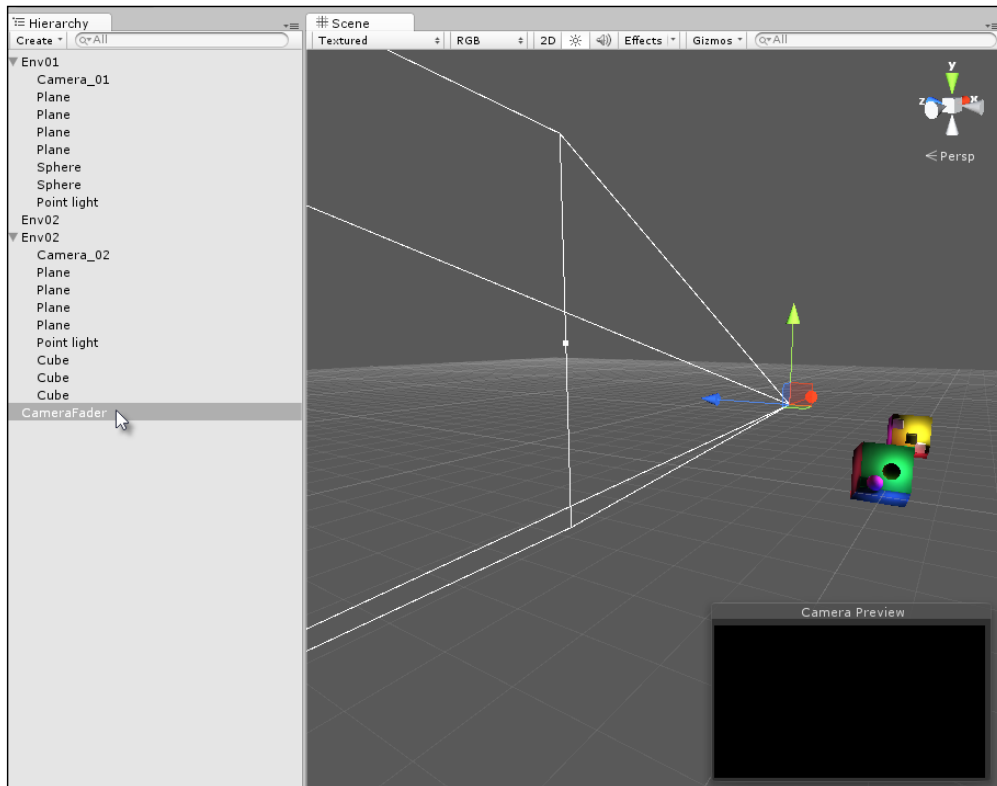 Hierarchy
Create
All
Env01
Camera_01
Plane
Plane
Plane
Plane
Sphere
Sphere
Point light
Env02
Env02
Camera_02
Plane
Plane
Plane
Plane
Point light
Cube
Cube
Cube
CameraFader
Scene
Textured RGB 2D Effects Gizmos All
y
z x
Persp
Camera Preview